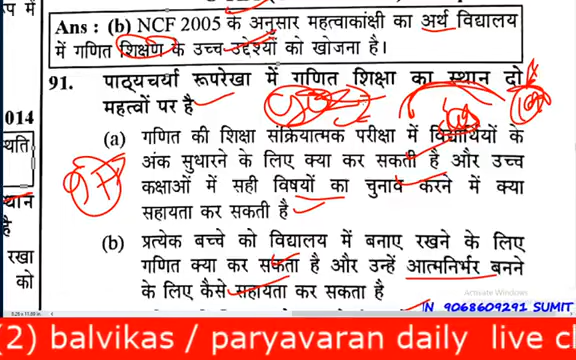 Ans : (b) NCF 2005 के अनुसार महत्वाकांक्षी का अर्थ विद्यालय
में गणित शिक्षण के उच्च उद्देश्यों को खोजना है।
91. पाठ्यचर्या रूपरेखा में गणित शिक्षा का स्थान दो
महत्वों पर है
(a) गणित की शिक्षा संक्रियात्मक परीक्षा में विद्यार्थियों के
अंक सुधारने के लिए क्या कर सकती है और उच्च
कक्षाओं में सही विषयों का चुनाव करने में क्या
सहायता कर सकती है
(b) प्रत्येक बच्चे को विद्यालय में बनाए रखने के लिए
गणित क्या कर सकता है और उन्हें आत्मनिर्भर बनने
के लिए कैसे सहायता कर सकता है
014
स्थति
स्थान
है
रखा
को
Activate Windows
IN 9068609291 SUMIT
(2) balvikas / paryavaran daily live cl